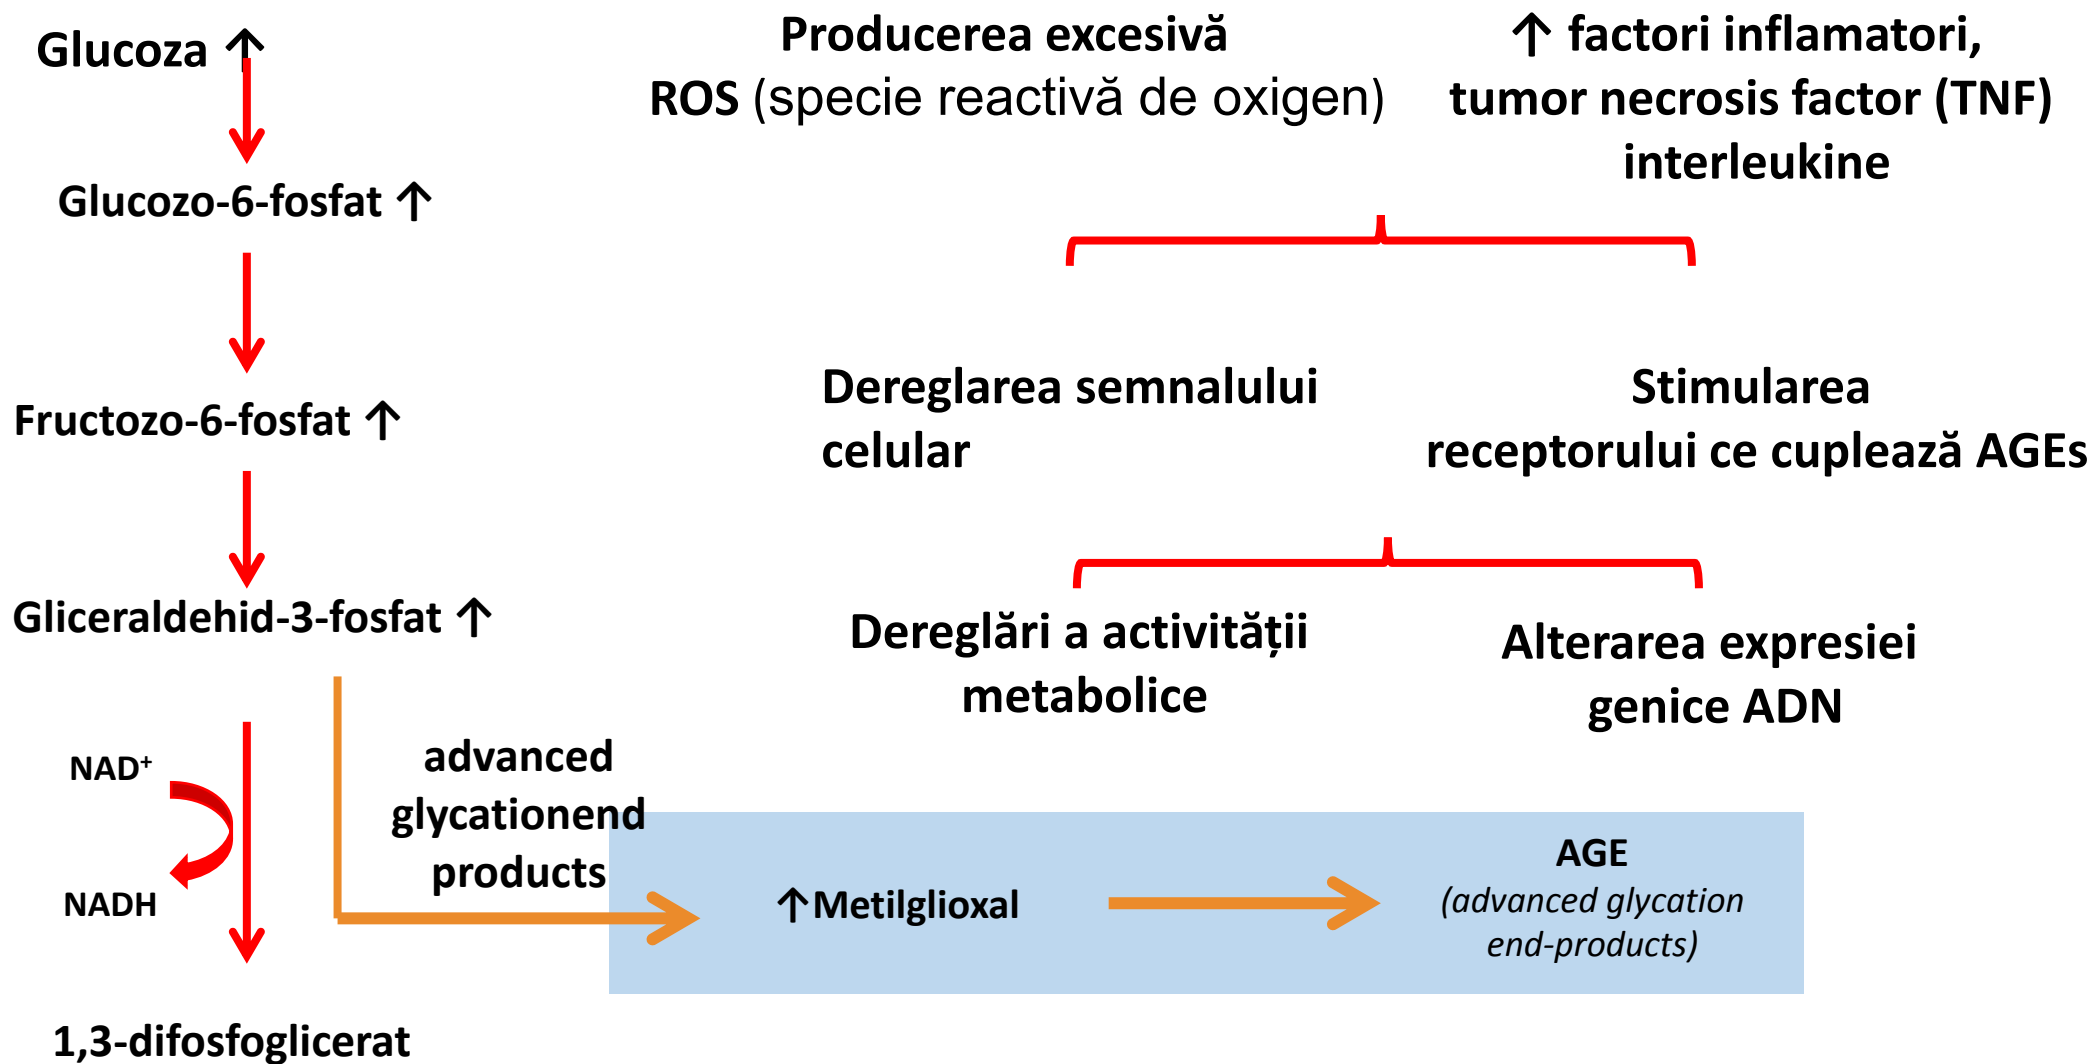 Glucoza ↑
Glucozo-6-fosfat ↑
Fructozo-6-fosfat ↑
Gliceraldehid-3-fosfat ↑
NAD⁺
NADH
1,3-difosfoglicerat
advanced
glycationend
products
↑Metilglioxal
AGE
(advanced glycation
end-products)
Producerea excesivă
ROS (specie reactivă de oxigen)
↑ factori inflamatori,
tumor necrosis factor (TNF)
interleukine
Dereglarea semnalului
celular
Stimularea
receptorului ce cuplează AGEs
Dereglări a activității
metabolice
Alterarea expresiei
genice ADN